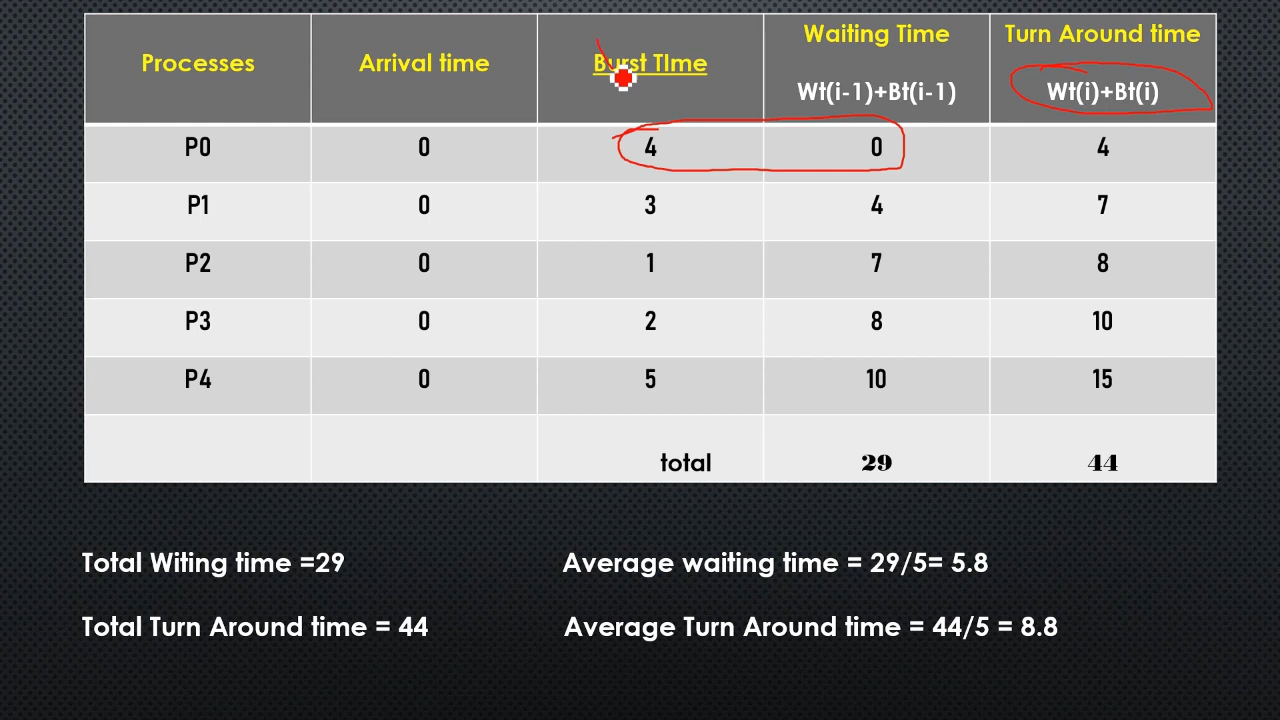 Processes Arrival time Burst TIme Waiting Time Turn Around time
Wt(i-1)+Bt(i-1) Wt(i)+Bt(i)
P0 0 4 0 4
P1 0 3 4 7
P2 0 1 7 8
P3 0 2 8 10
P4 0 5 10 15
total 29 44
Total Witing time =29 Average waiting time = 29/5= 5.8
Total Turn Around time = 44 Average Turn Around time = 44/5 = 8.8